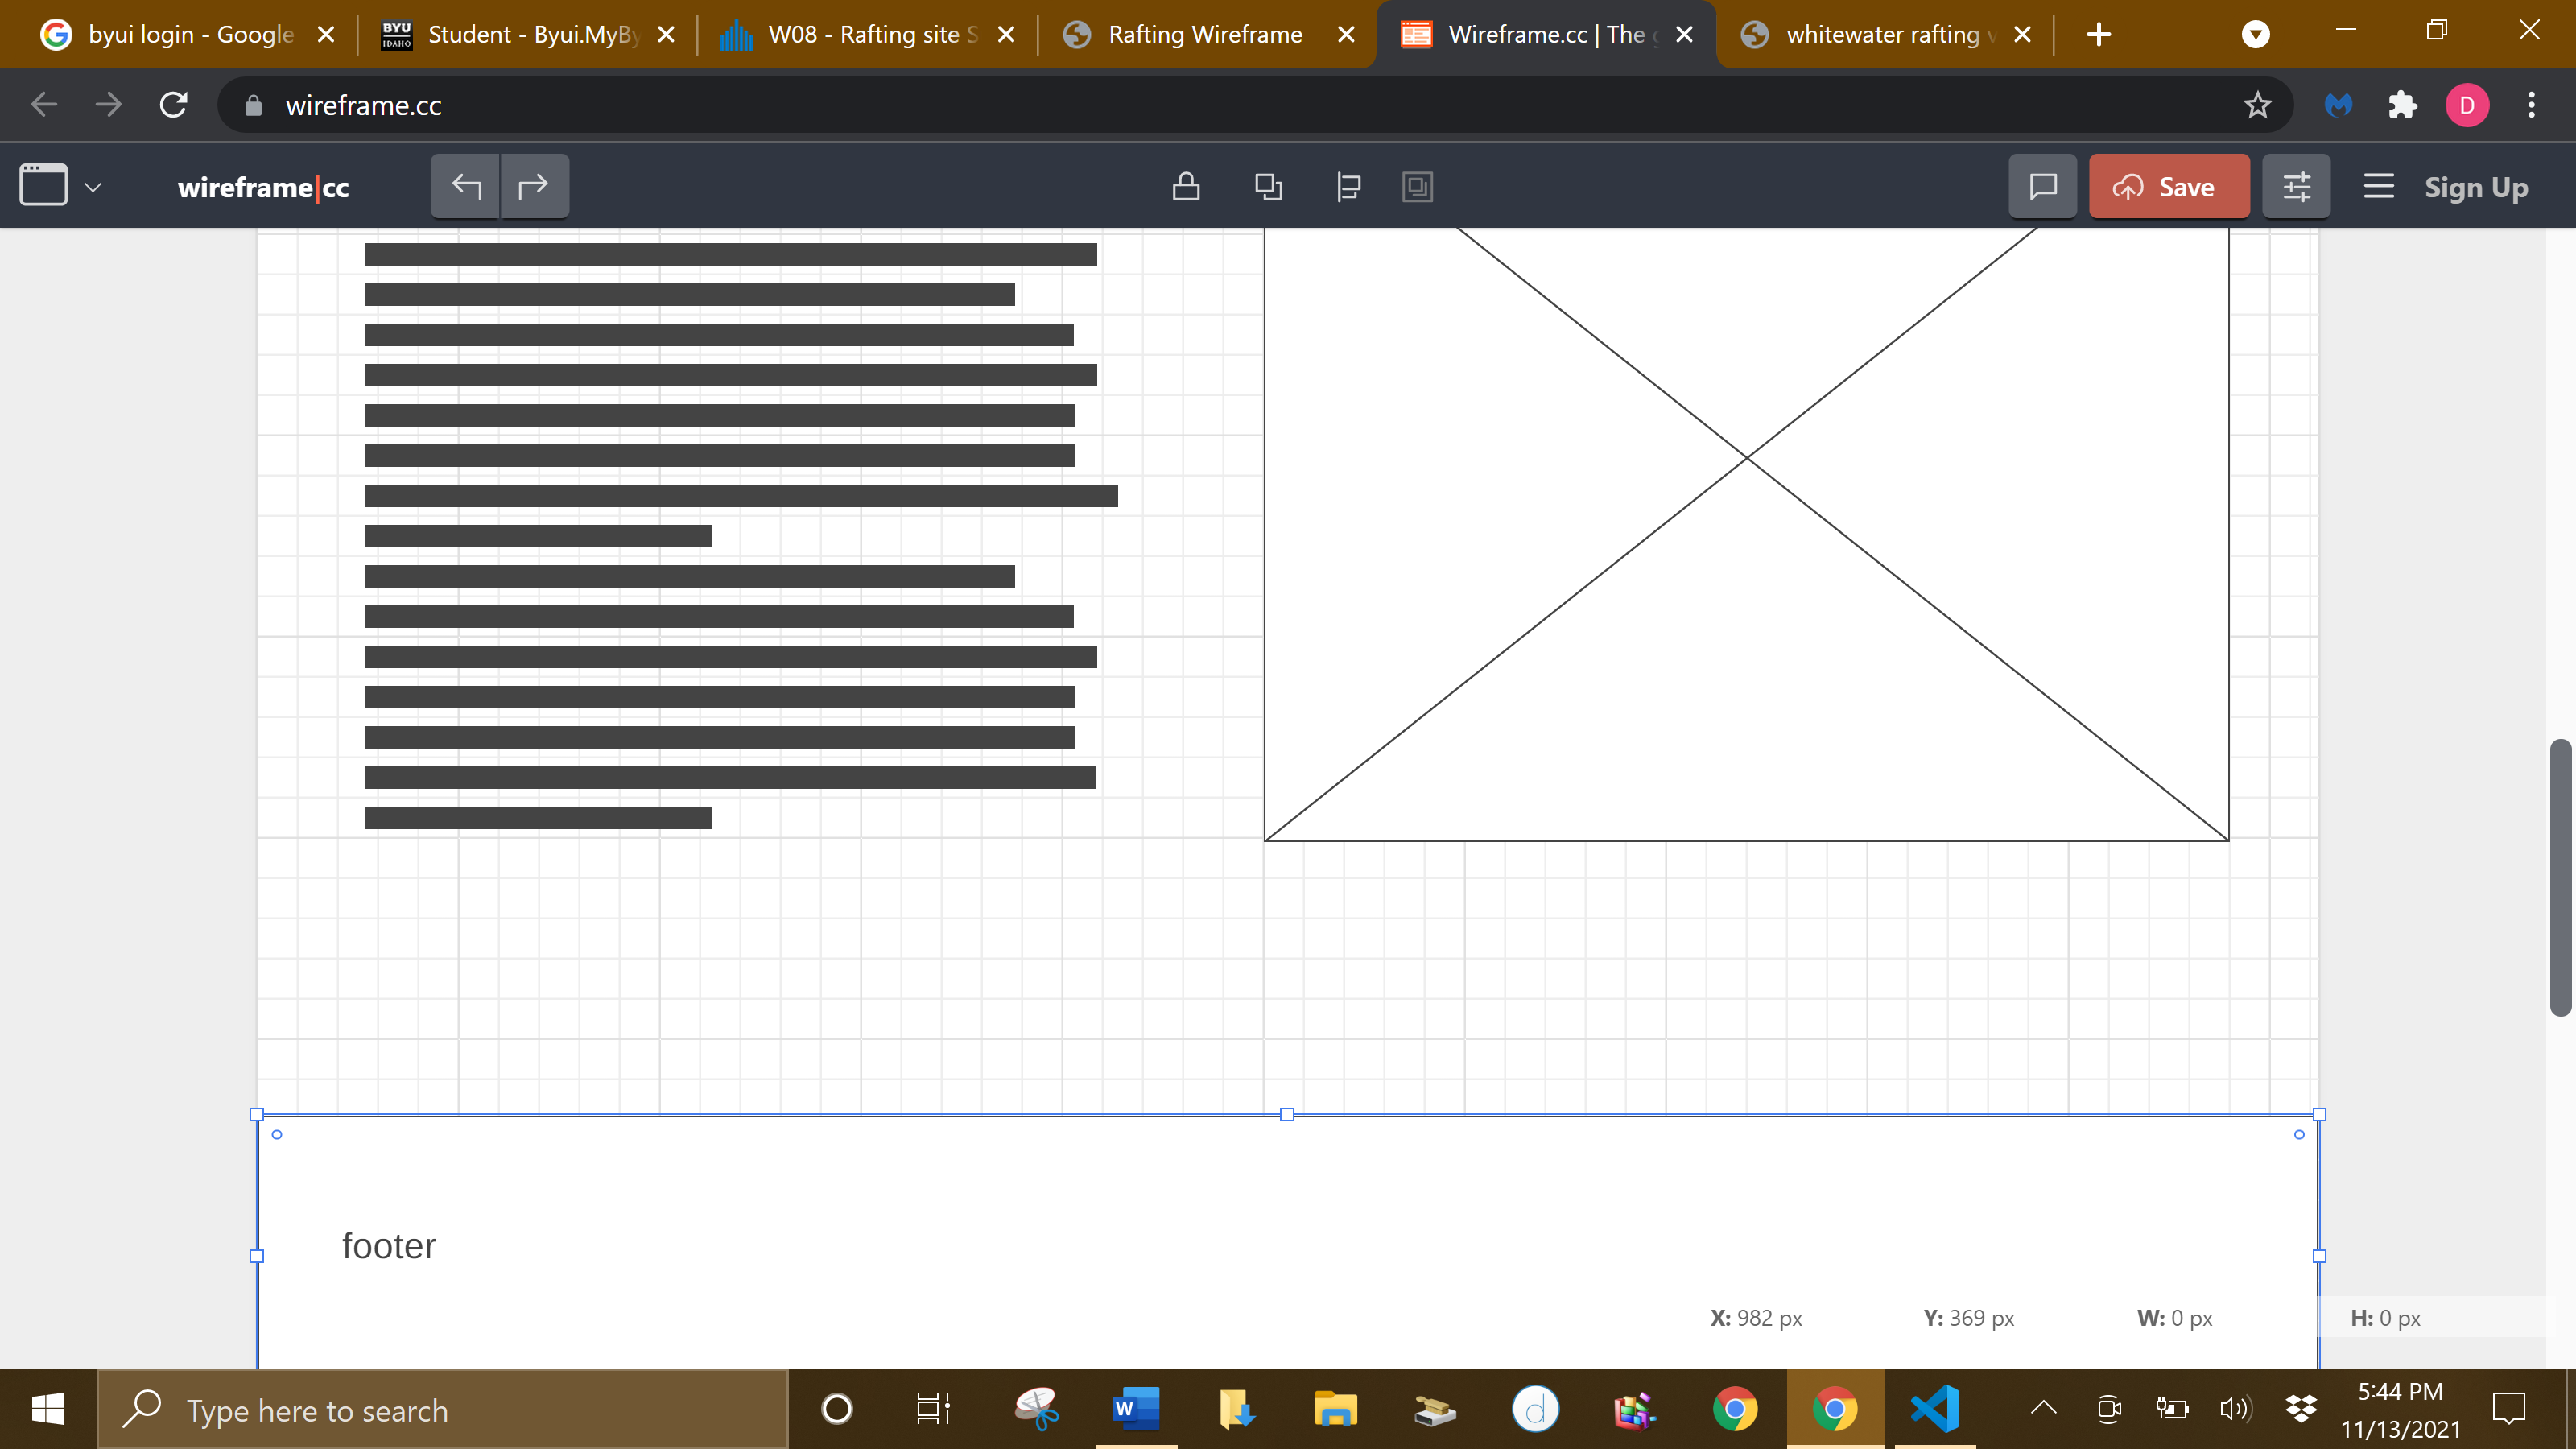 byui login - Google
Student - Byui.MyBy
W08 - Rafting site S
Rafting Wireframe
Wireframe.cc | The g
whitewater rafting v
wireframe.cc
D
wireframe|cc
Save
Sign Up
footer
X: 982 px Y: 369 px W: 0 px H: 0 px
Type here to search
5:44 PM
11/13/2021